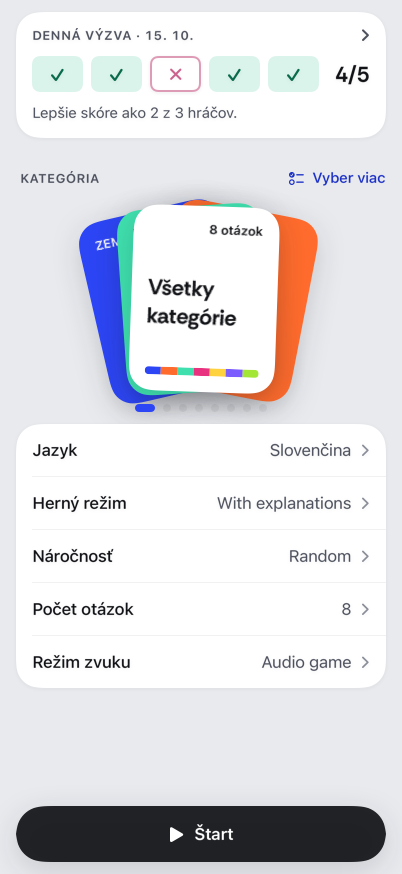 DENNÁ VÝZVA · 15. 10.
4/5
Lepšie skóre ako 2 z 3 hráčov.
KATEGÓRIA
Vyber viac
8 otázok
Všetky
kategórie
Jazyk Slovenčina
Herný režim With explanations
Náročnosť Random
Počet otázok 8
Režim zvuku Audio game
Štart